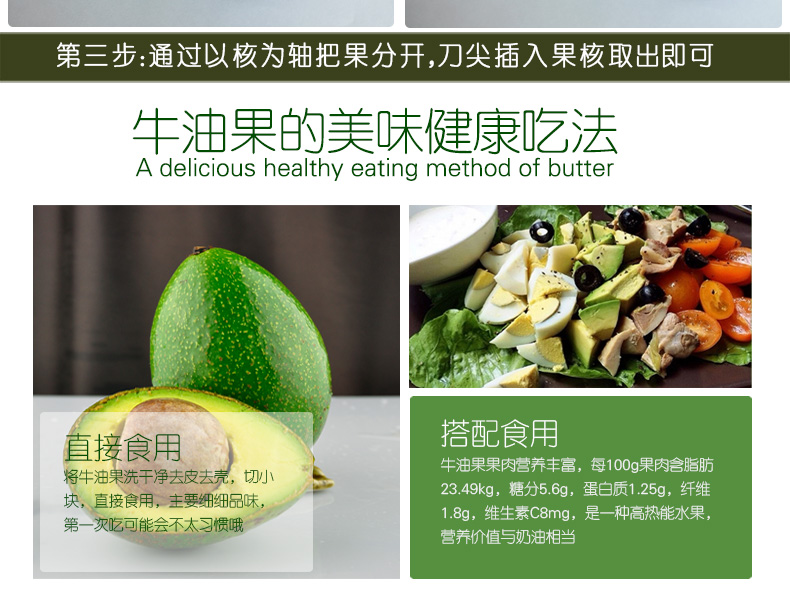 第三步:通过以核为轴把果分开,刀尖插入果核取出即可
牛油果的美味健康吃法
A delicious healthy eating method of butter
直接食用
将牛油果洗干净去皮去壳，切小
块，直接食用，主要细细品味，
第一次吃可能会不太习惯哦
搭配食用
牛油果果肉营养丰富，每100g果肉含脂肪
23.49kg，糖分5.6g，蛋白质1.25g，纤维
1.8g，维生素C8mg，是一种高热能水果，
营养价值与奶油相当